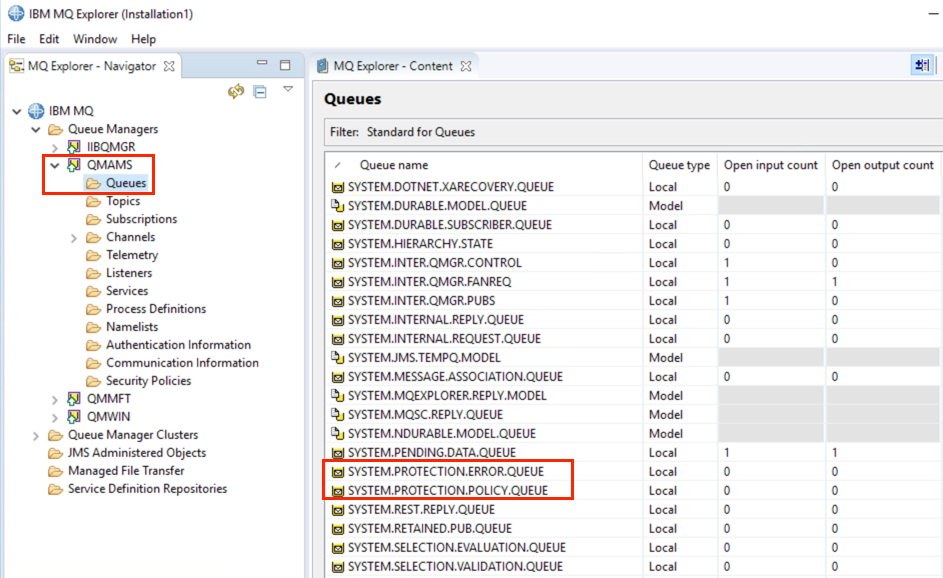 IBM MQ Explorer (Installation1)
File Edit Window Help
MQ Explorer - Navigator
IBM MQ
Queue Managers
IIBQMGR
QMAMS
Queues
Topics
Subscriptions
Channels
Telemetry
Listeners
Services
Process Definitions
Namelists
Authentication Information
Communication Information
Security Policies
QMMFT
QMWIN
Queue Manager Clusters
JMS Administered Objects
Managed File Transfer
Service Definition Repositories
MQ Explorer - Content
Queues
Filter: Standard for Queues
Queue name Queue type Open input count Open output count
SYSTEM.DOTNET.XARECOVERY.QUEUE Local 0 0
SYSTEM.DURABLE.MODEL.QUEUE Model
SYSTEM.DURABLE.SUBSCRIBER.QUEUE Local 0 0
SYSTEM.HIERARCHY.STATE Local 0 0
SYSTEM.INTER.QMGR.CONTROL Local 1 0
SYSTEM.INTER.QMGR.FANREQ Local 1 1
SYSTEM.INTER.QMGR.PUBS Local 1 0
SYSTEM.INTERNAL.REPLY.QUEUE Local 0 0
SYSTEM.INTERNAL.REQUEST.QUEUE Local 0 0
SYSTEM.JMS.TEMPQ.MODEL Model
SYSTEM.MESSAGE.ASSOCIATION.QUEUE Local 0 0
SYSTEM.MQEXPLORER.REPLY.MODEL Model
SYSTEM.MQSC.REPLY.QUEUE Model
SYSTEM.NDURABLE.MODEL.QUEUE Model
SYSTEM.PENDING.DATA.QUEUE Local 1 1
SYSTEM.PROTECTION.ERROR.QUEUE Local 0 0
SYSTEM.PROTECTION.POLICY.QUEUE Local 0 0
SYSTEM.REST.REPLY.QUEUE Local 0 0
SYSTEM.RETAINED.PUB.QUEUE Local 0 0
SYSTEM.SELECTION.EVALUATION.QUEUE Local 0 0
SYSTEM.SELECTION.VALIDATION.QUEUE Local 0 0